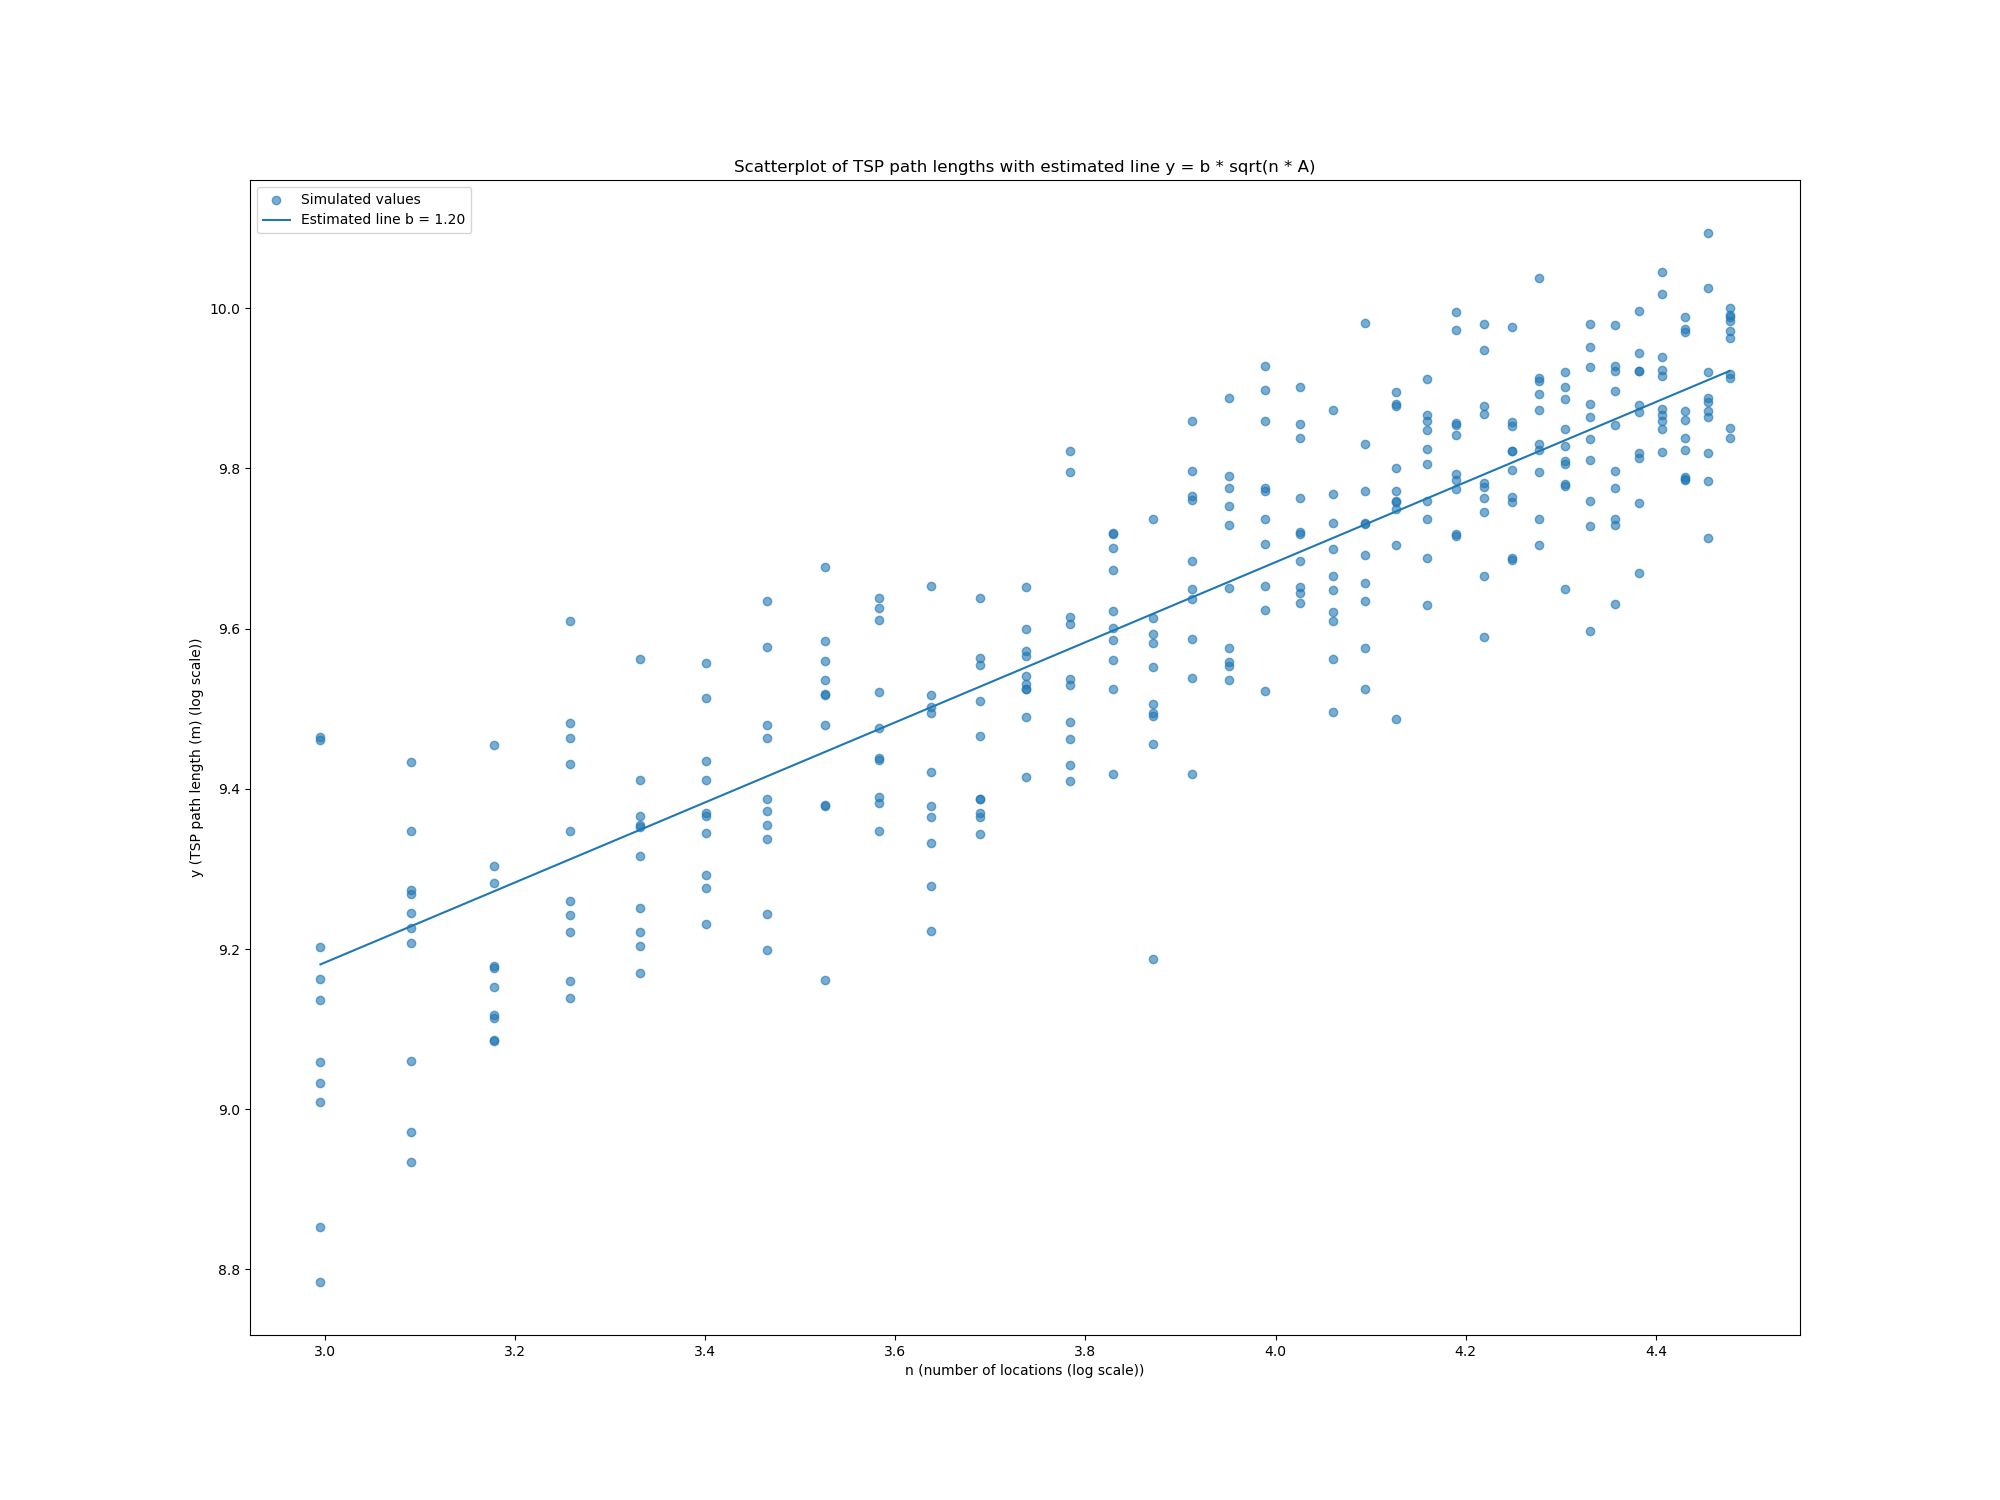 Scatterplot of TSP path lengths with estimated line y = b * sqrt(n * A)
Simulated values
Estimated line b = 1.20
10.0
9.8
9.6
9.4
9.2
9.0
8.8
y (TSP path length (m) (log scale))
3.0 3.2 3.4 3.6 3.8 4.0 4.2 4.4
n (number of locations (log scale))